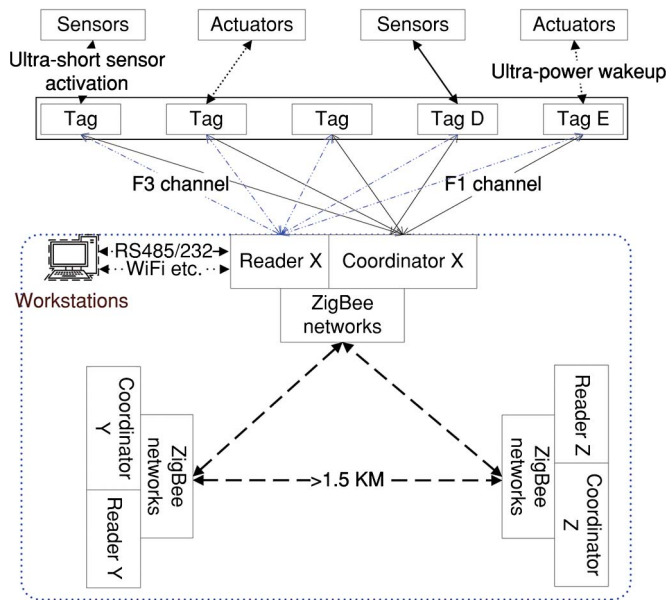 Sensors
Actuators
Sensors
Actuators
Ultra-short sensor
activation
Ultra-power wakeup
Tag
Tag
Tag
Tag D
Tag E
F3 channel
F1 channel
RS485/232
WiFi etc.
Workstations
Reader X
Coordinator X
ZigBee
networks
Coordinator
Y
Reader Y
ZigBee
networks
>1.5 KM
ZigBee
networks
Reader Z
Coordinator
Z